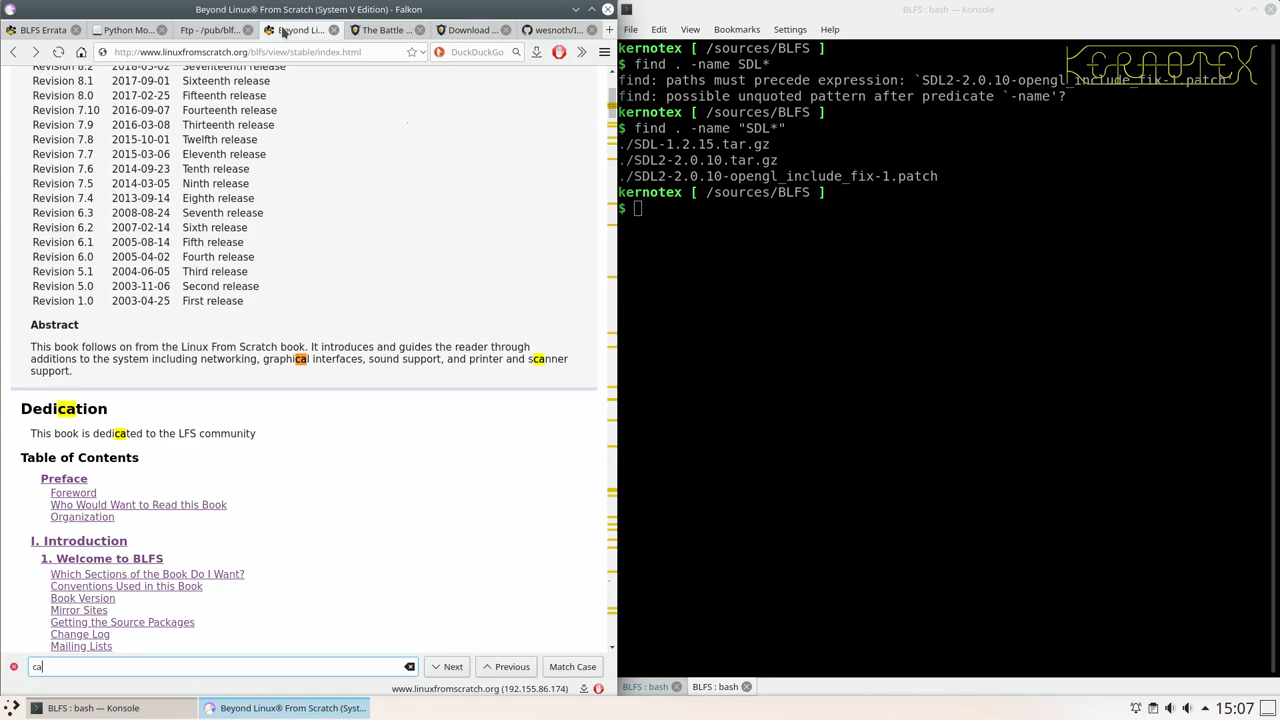 Beyond Linux® From Scratch (System V Edition) - Falkon
BLFS : bash — Konsole
BLFS Errata
Python Mo...
Ftp - /pub/blf...
Beyond Li...
The Battle ...
Download ...
wesnoth/1...
File Edit View Bookmarks Settings Help
http://www.linuxfromscratch.org/blfs/view/stable/index.html
DuckDuckGo
Revision 8.2 2018-03-02 Seventeenth release
Revision 8.1 2017-09-01 Sixteenth release
Revision 8.0 2017-02-25 Fifteenth release
Revision 7.10 2016-09-07 Fourteenth release
Revision 7.9 2016-03-08 Thirteenth release
Revision 7.8 2015-10-01 Twelfth release
Revision 7.7 2015-03-06 Eleventh release
Revision 7.6 2014-09-23 Tenth release
Revision 7.5 2014-03-05 Ninth release
Revision 7.4 2013-09-14 Eighth release
Revision 6.3 2008-08-24 Seventh release
Revision 6.2 2007-02-14 Sixth release
Revision 6.1 2005-08-14 Fifth release
Revision 6.0 2005-04-02 Fourth release
Revision 5.1 2004-06-05 Third release
Revision 5.0 2003-11-06 Second release
Revision 1.0 2003-04-25 First release
Abstract
This book follows on from the Linux From Scratch book. It introduces and guides the reader through
additions to the system including networking, graphical interfaces, sound support, and printer and scanner
support.
Dedication
This book is dedicated to the LFS community
Table of Contents
Preface
Foreword
Who Would Want to Read this Book
Organization
I. Introduction
1. Welcome to BLFS
Which Sections of the Book Do I Want?
Conventions Used in this Book
Book Version
Mirror Sites
Getting the Source Packages
Change Log
Mailing Lists
ca
Next
Previous
Match Case
www.linuxfromscratch.org (192.155.86.174)
kernotex [ /sources/BLFS ]
$ find . -name SDL*
find: paths must precede expression: `SDL2-2.0.10-opengl_include_fix-1.patch'
find: possible unquoted pattern after predicate `-name'?
kernotex [ /sources/BLFS ]
$ find . -name "SDL*"
./SDL-1.2.15.tar.gz
./SDL2-2.0.10.tar.gz
./SDL2-2.0.10-opengl_include_fix-1.patch
kernotex [ /sources/BLFS ]
$
KERNOTEX
BLFS : bash
BLFS : bash
BLFS : bash — Konsole
Beyond Linux® From Scratch (Syst...
15:07